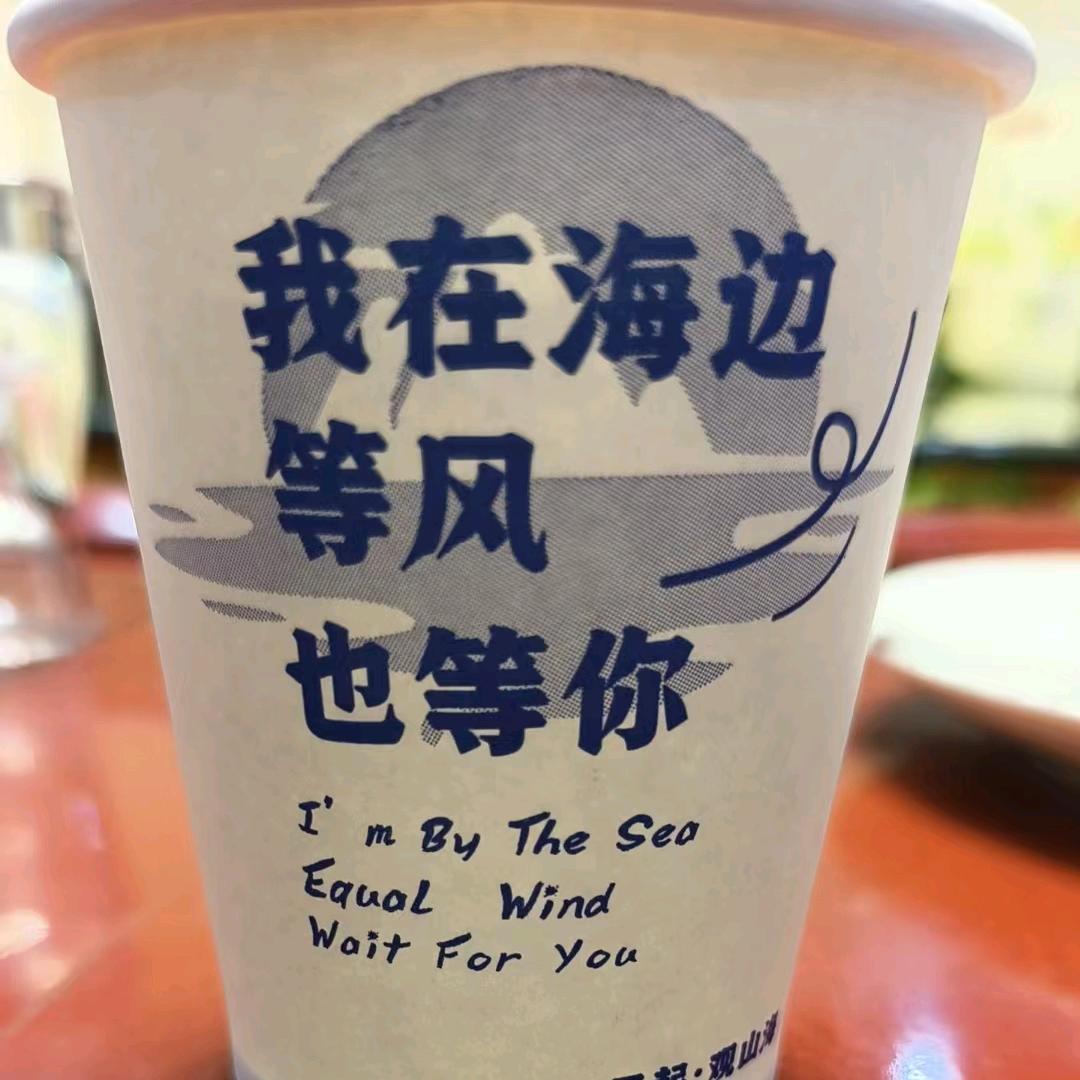 我在海边
等风
也等你
I' m By The Sea
Equal Wind
Wait For You
起·观山海